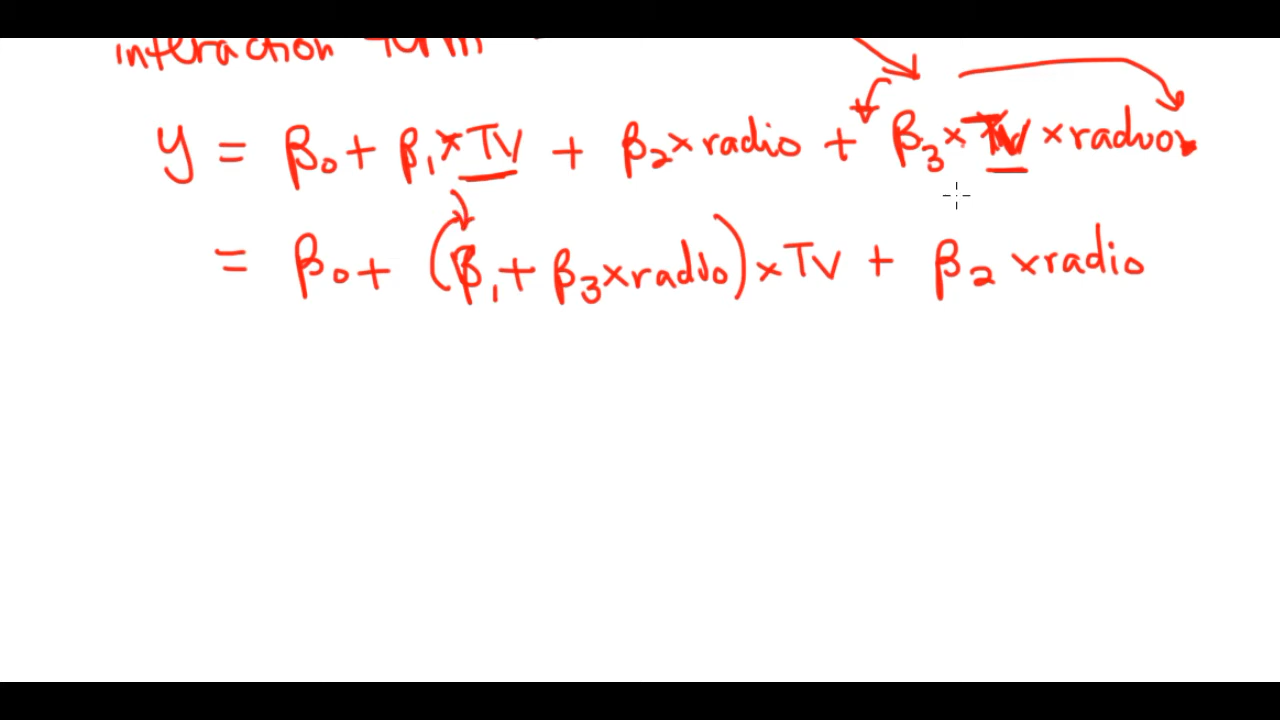 interaction term
y = β₀ + β₁ × TV + β₂ × radio + β₃ × TV × radio
= β₀ + (β₁ + β₃ × radio) × TV + β₂ × radio